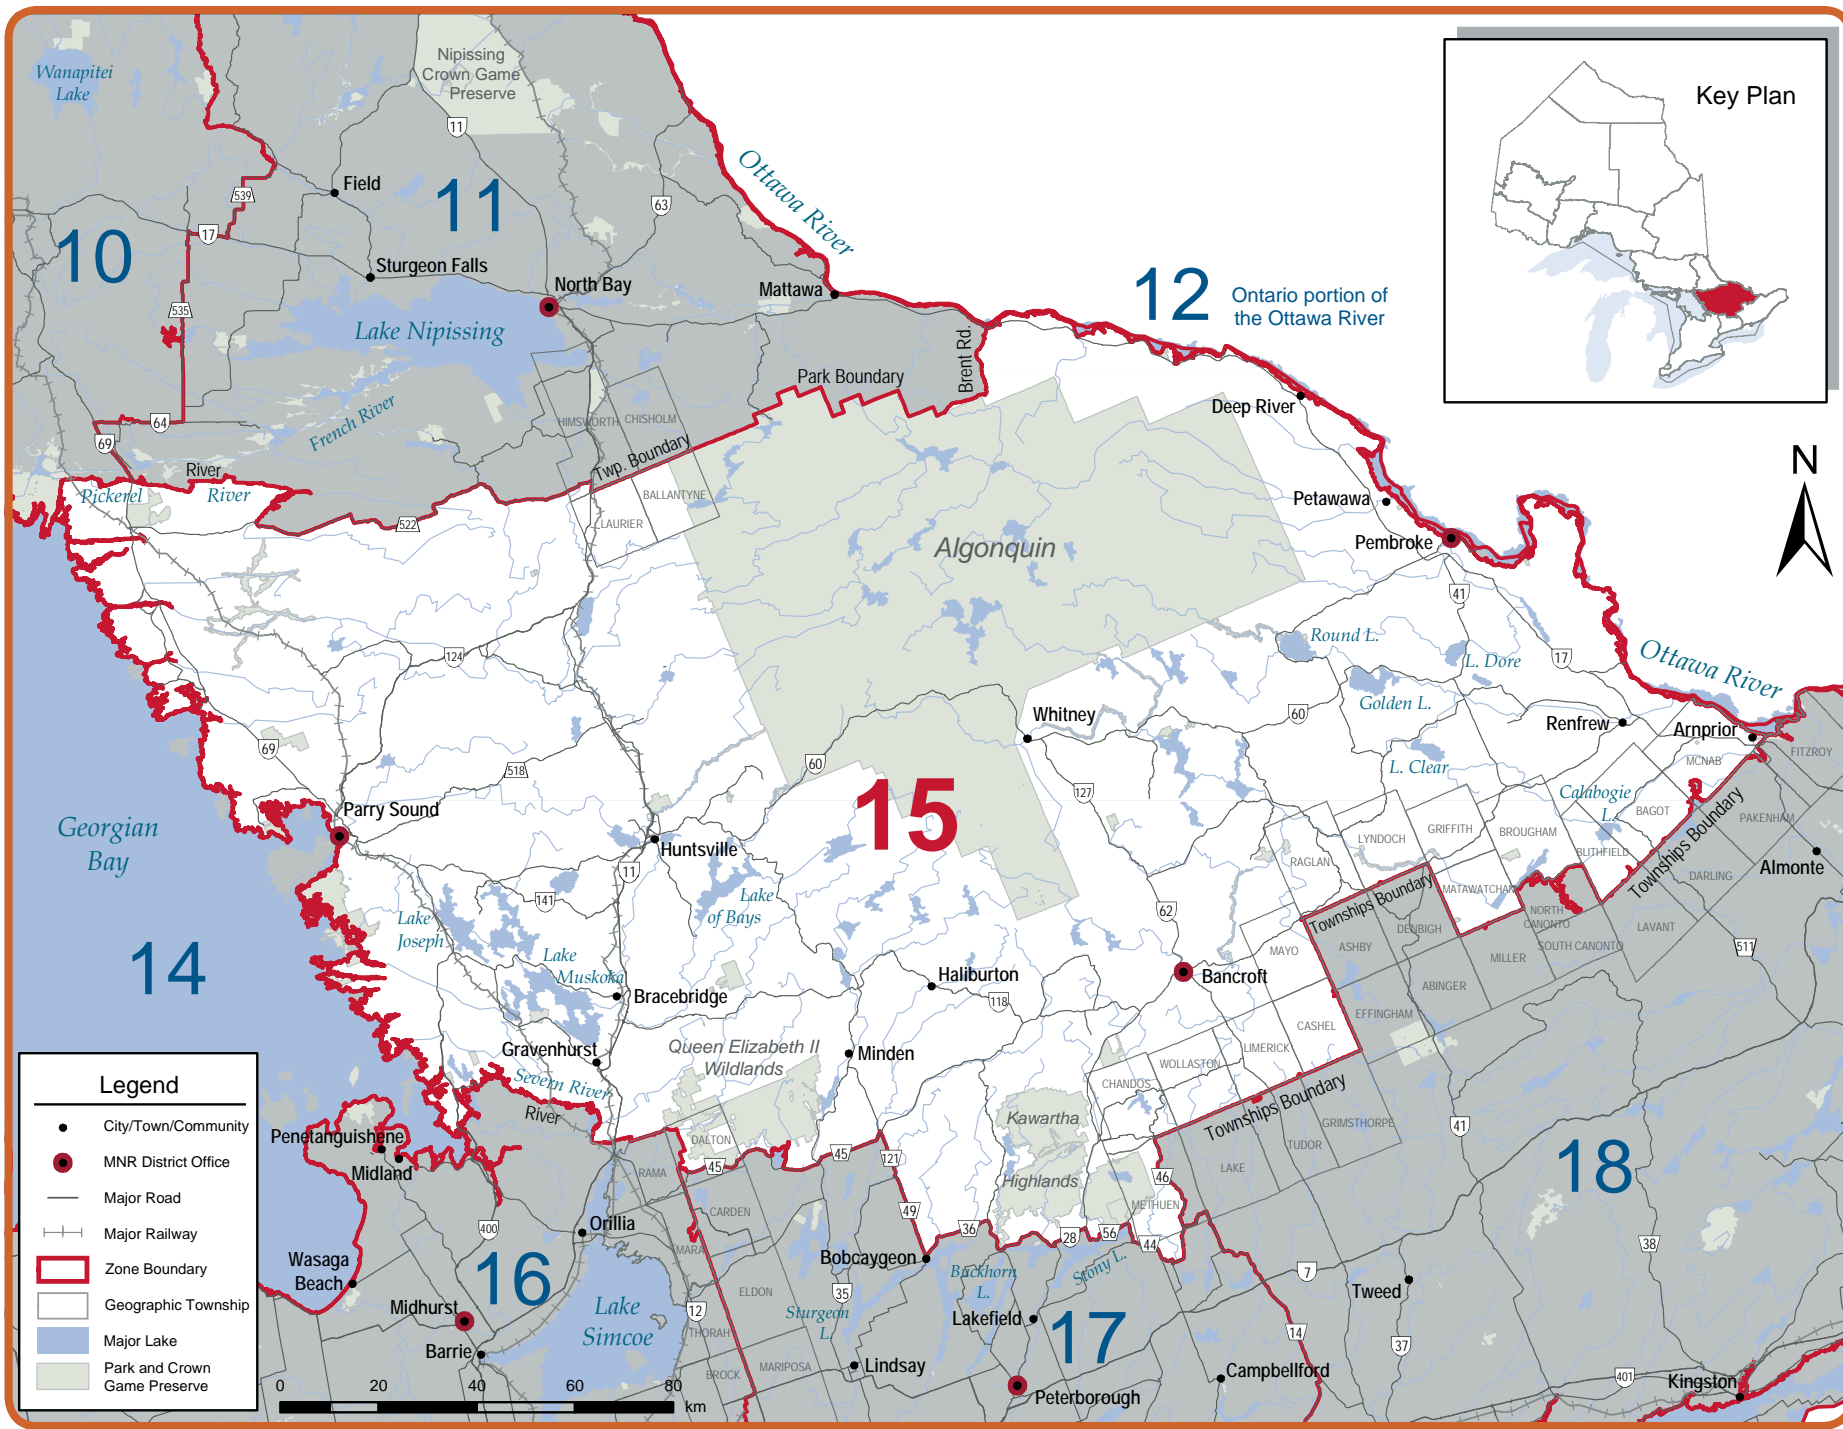 Key Plan
N
Wanapitei
Lake
Nipissing
Crown Game
Preserve
11
Field
539
17
10
11
63
Ottawa River
Sturgeon Falls
North Bay
Mattawa
535
Lake Nipissing
12
Ontario portion of
the Ottawa River
Brent Rd.
Park Boundary
French River
HIMSWORTH
CHISHOLM
Deep River
64
69
Twp. Boundary
River
Pickerel
River
BALLANTYNE
LAURIER
522
Petawawa
Algonquin
Pembroke
41
Round L.
L. Dore
17
Ottawa River
124
Golden L.
60
Whitney
Renfrew
Arnprior
69
518
60
L. Clear
MCNAB
FITZROY
127
Calabogie
L.
BAGOT
Townships Boundary
PAKENHAM
15
Georgian
Bay
Parry Sound
Huntsville
LYNDOCH
GRIFFITH
BROUGHAM
BLITHFIELD
RAGLAN
Almonte
11
141
Lake
of Bays
Lake
Joseph
MATAWATCHAN
DARLING
Townships Boundary
62
NORTH
CANONTO
LAVANT
DENBIGH
ASHBY
SOUTH CANONTO
511
MAYO
MILLER
14
Lake
Muskoka
Haliburton
Bancroft
Bracebridge
118
ABINGER
EFFINGHAM
CASHEL
Gravenhurst
Queen Elizabeth II
Wildlands
Minden
LIMERICK
WOLLASTON
CHANDOS
Severn River
River
Kawartha
Highlands
Townships Boundary
GRIMSTHORPE
TUDOR
41
18
DALTON
45
45
121
LAKE
46
METHUEN
Penetanguishene
Midland
RAMA
CARDEN
49
36
28
56
44
400
Orillia
MARA
Wasaga
Beach
16
Bobcaygeon
Buckhorn
L.
Stony L.
38
7
Tweed
Midhurst
Lake
Simcoe
ELDON
35
Sturgeon
L.
12
THORAH
Lakefield
17
14
37
Barrie
BROCK
MARIPOSA
Lindsay
Peterborough
Campbellford
401
Kingston
Legend
City/Town/Community
MNR District Office
Major Road
Major Railway
Zone Boundary
Geographic Township
Major Lake
Park and Crown
Game Preserve
0 20 40 60 80
km